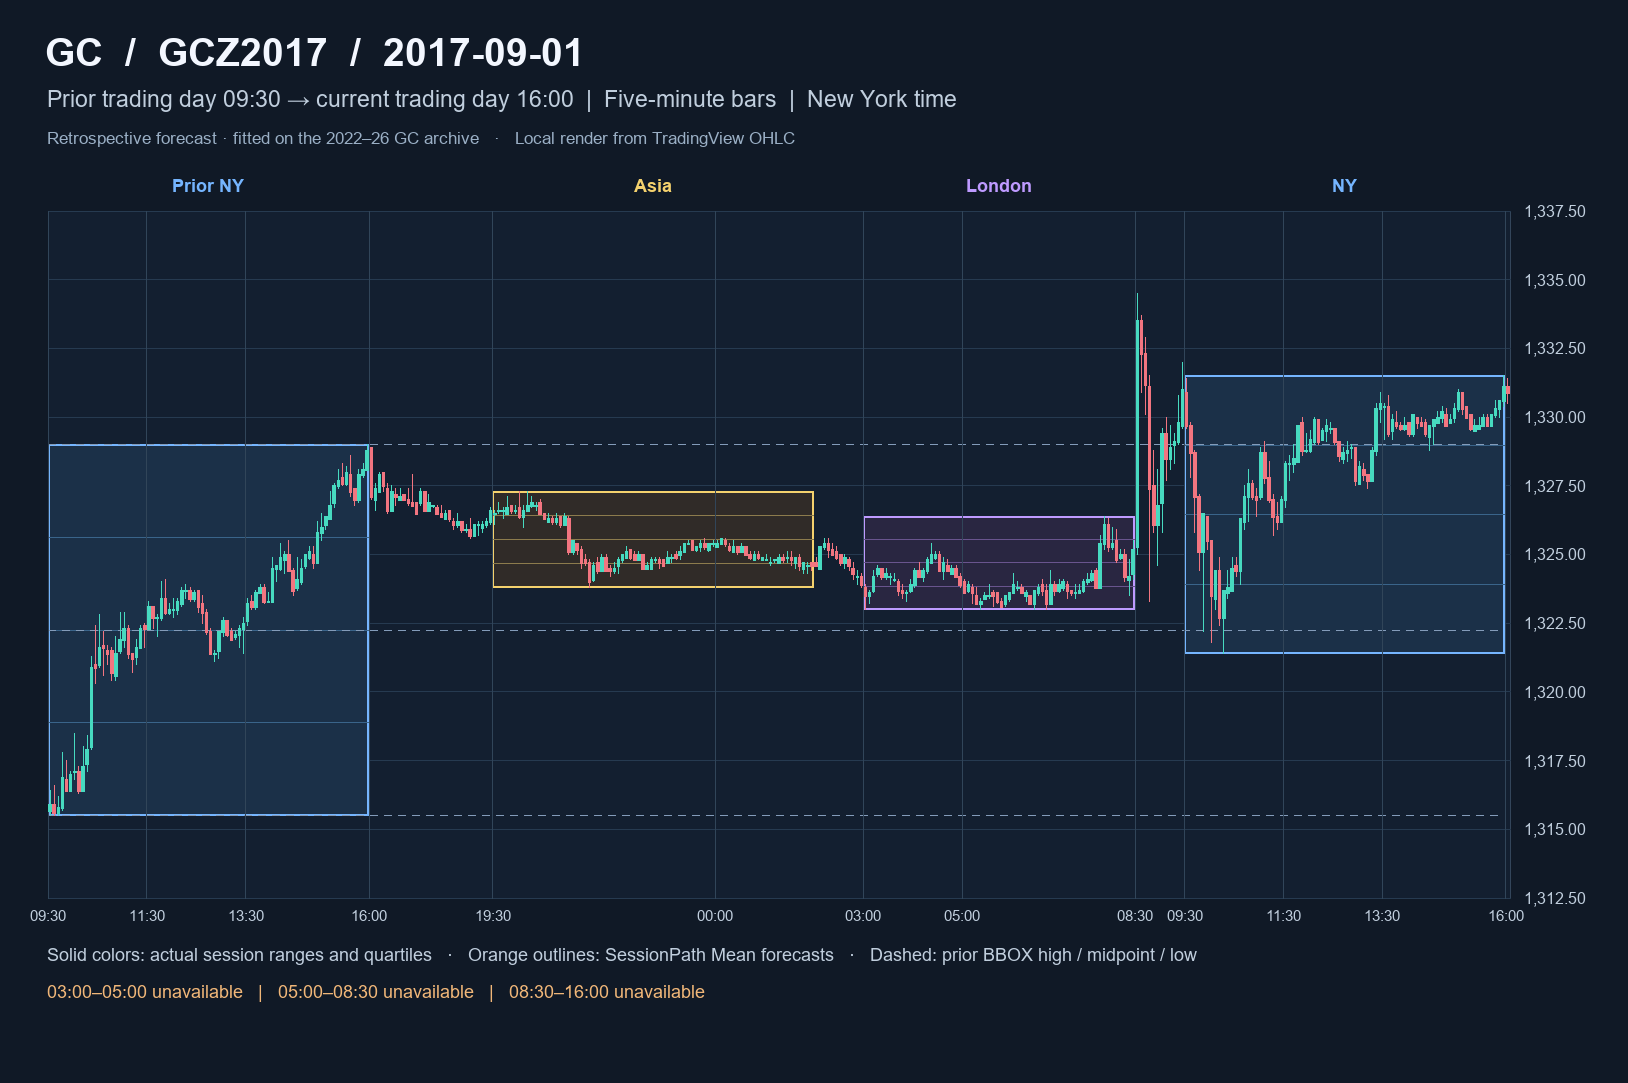 GC / GCZ2017 / 2017-09-01
Prior trading day 09:30 → current trading day 16:00 | Five-minute bars | New York time
Retrospective forecast · fitted on the 2022–26 GC archive · Local render from TradingView OHLC
Prior NY Asia London NY
1,337.50
1,335.00
1,332.50
1,330.00
1,327.50
1,325.00
1,322.50
1,320.00
1,317.50
1,315.00
1,312.50
09:30 11:30 13:30 16:00 19:30 00:00 03:00 05:00 08:30 09:30 11:30 13:30 16:00
Solid colors: actual session ranges and quartiles · Orange outlines: SessionPath Mean forecasts · Dashed: prior BBOX high / midpoint / low
03:00–05:00 unavailable | 05:00–08:30 unavailable | 08:30–16:00 unavailable